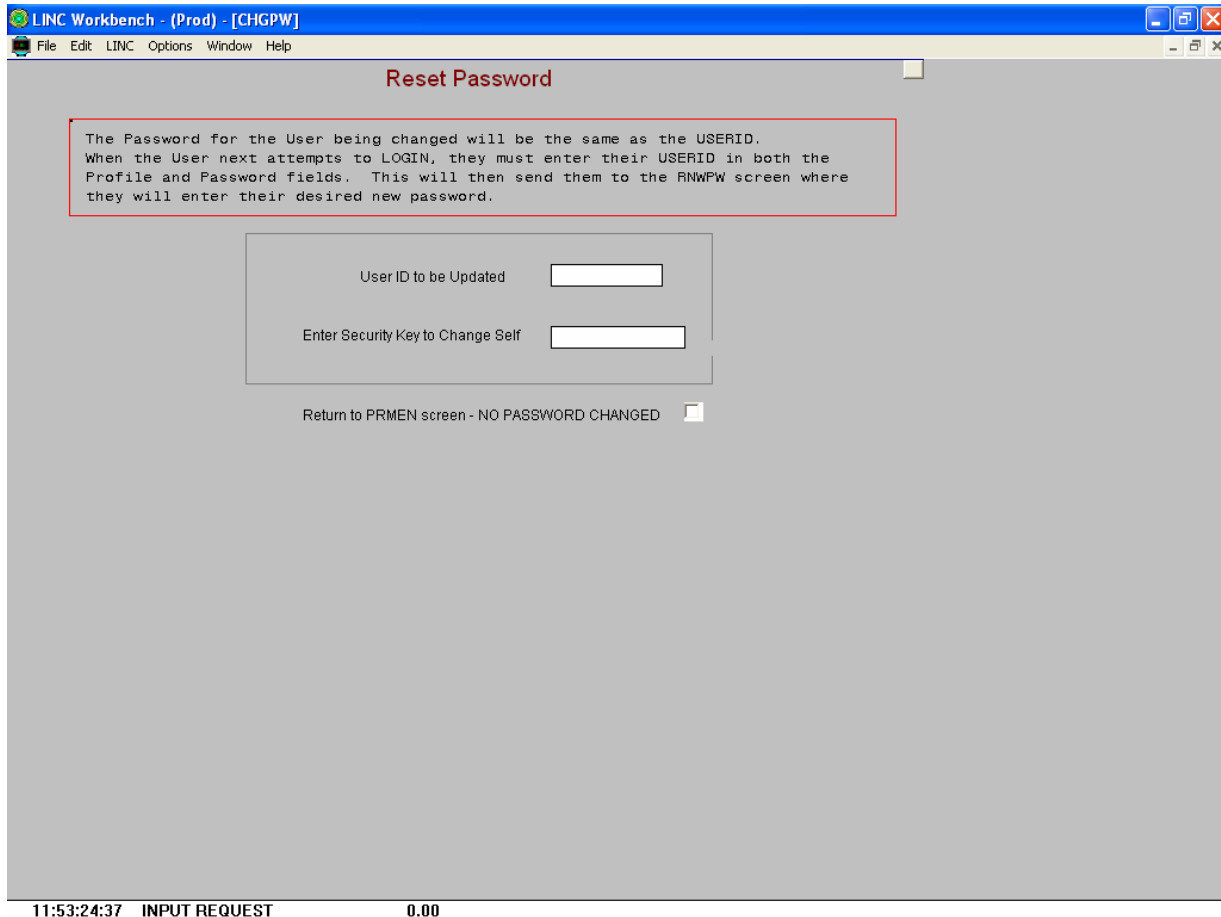 LINC Workbench - (Prod) - [CHGPW]
File Edit LINC Options Window Help
Reset Password
The Password for the User being changed will be the same as the USERID.
When the User next attempts to LOGIN, they must enter their USERID in both the
Profile and Password fields. This will then send them to the RNWPW screen where
they will enter their desired new password.
User ID to be Updated
Enter Security Key to Change Self
Return to PRMEN screen - NO PASSWORD CHANGED
11:53:24:37 INPUT REQUEST 0.00